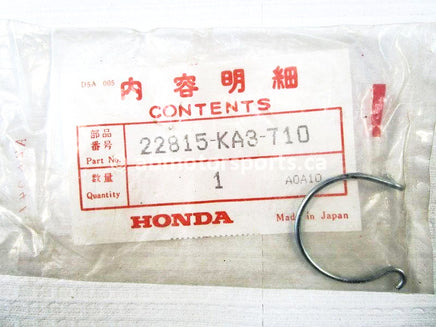 DSA 005
内容明細
CONTENTS
部品番号 22815-KA3-710
Part No.
数量 1 A0A10
Quantity
HONDA Made in Japan